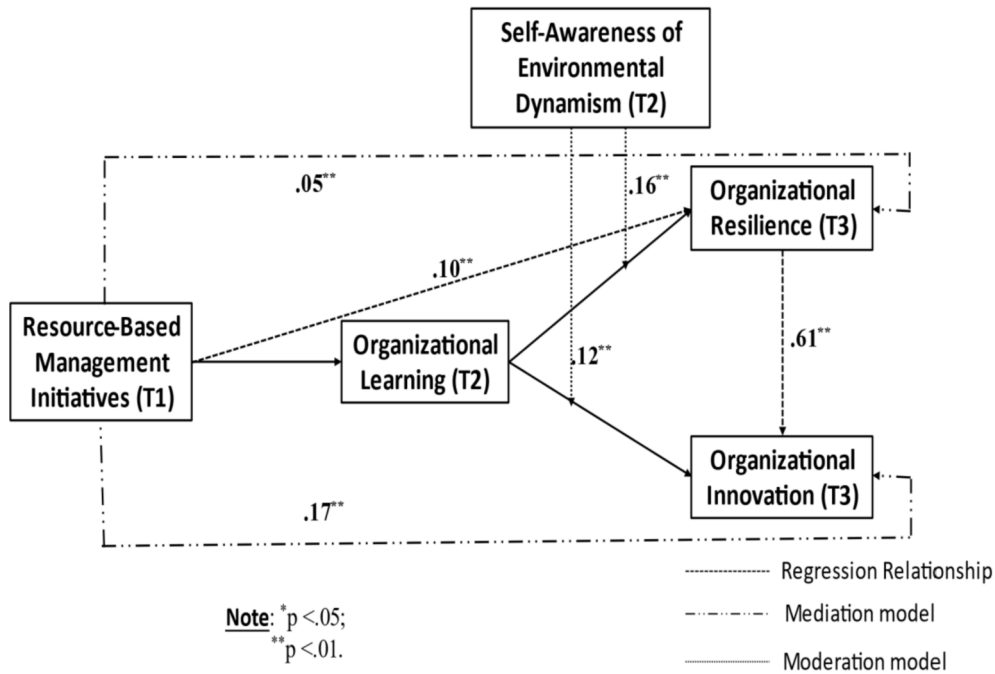 Self-Awareness of
Environmental
Dynamism (T2)
.05**
.16**
Organizational
Resilience (T3)
.10**
Resource-Based
Management
Initiatives (T1)
Organizational
Learning (T2)
.12**
.61**
Organizational
Innovation (T3)
.17**
Regression Relationship
Mediation model
Moderation model
Note: *p <.05;
**p <.01.